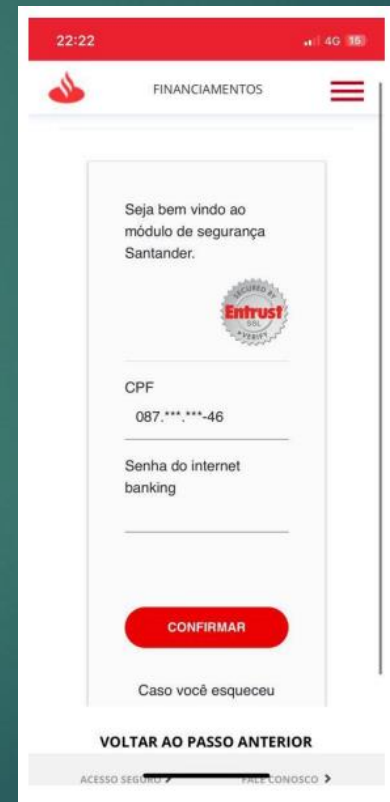 22:22 4G 15
FINANCIAMENTOS
Seja bem vindo ao
módulo de segurança
Santander.
SECURED BY
Entrust
SSL
VERIFY
CPF
087.***.***-46
Senha do internet
banking
CONFIRMAR
Caso você esqueceu
VOLTAR AO PASSO ANTERIOR
ACESSO SEGURO FALE CONOSCO